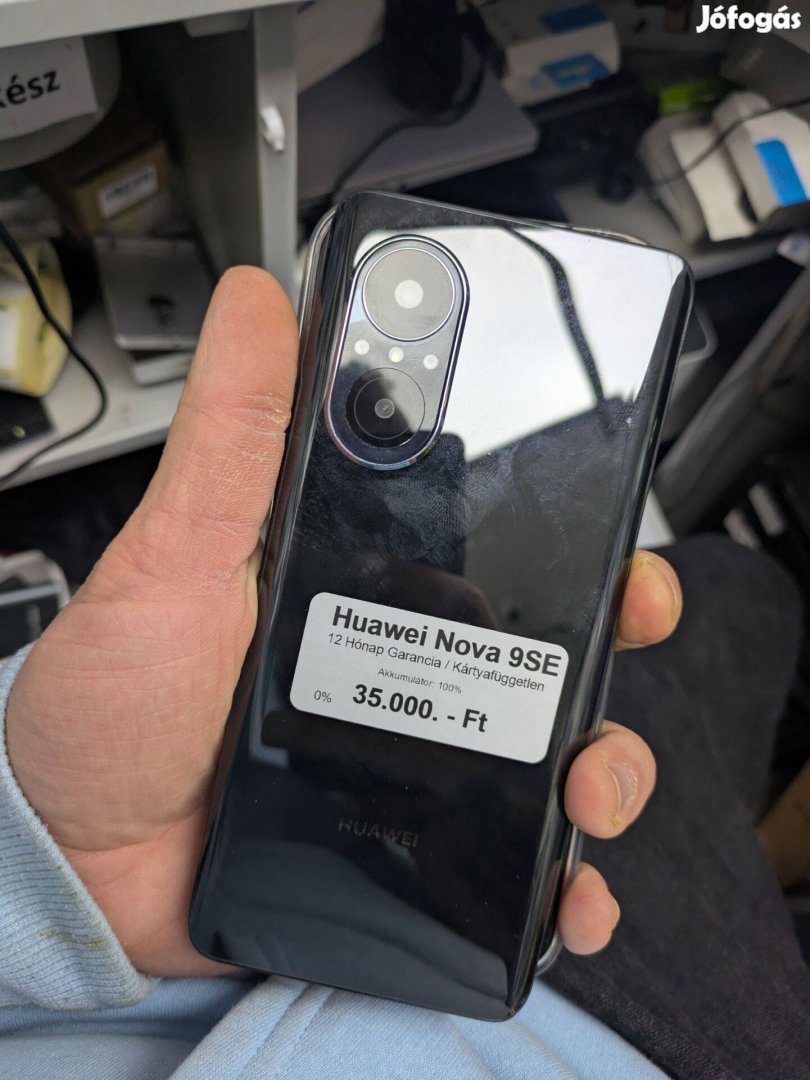 Jófogás
ész
Huawei Nova 9SE
12 Hónap Garancia / Kártyafüggetlen
Akkumulátor: 100%
0% 35.000. - Ft
HUAWEI